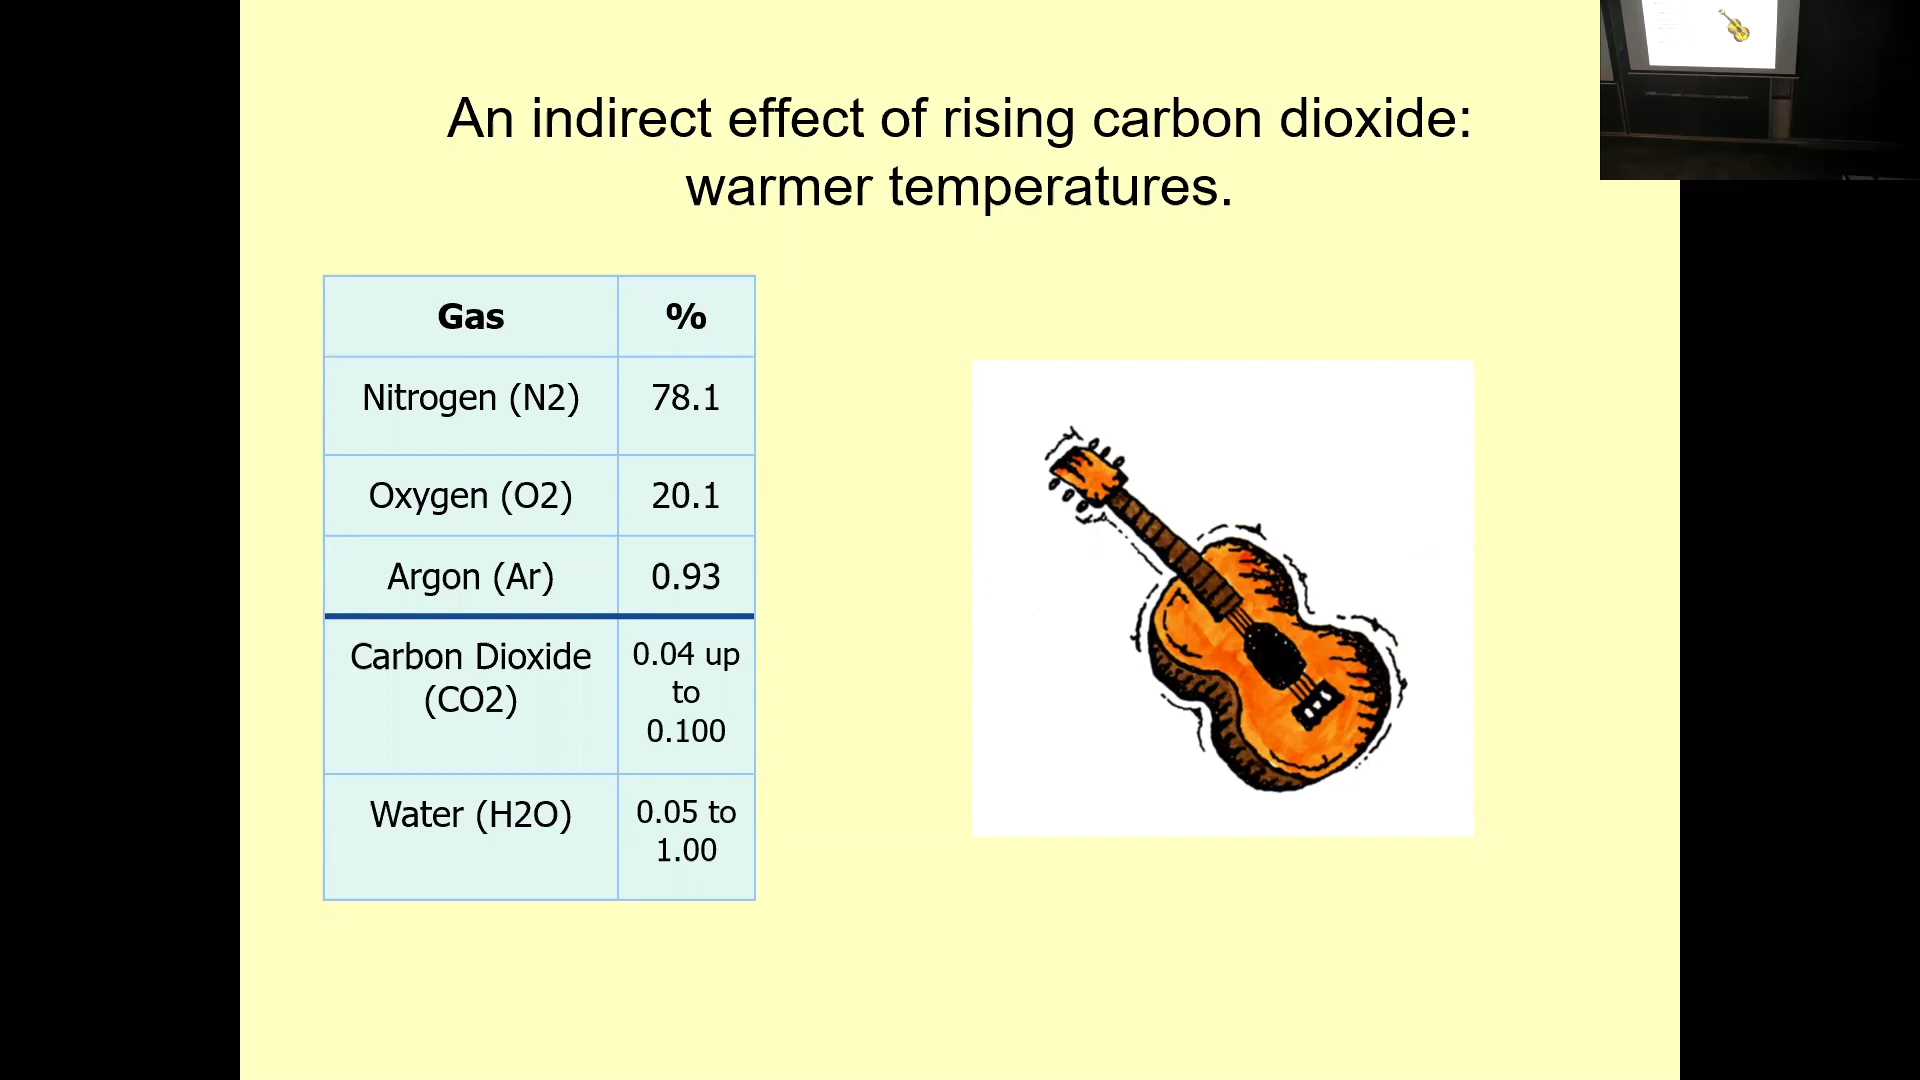 An indirect effect of rising carbon dioxide:
warmer temperatures.
Gas %
Nitrogen (N2) 78.1
Oxygen (O2) 20.1
Argon (Ar) 0.93
Carbon Dioxide
(CO2)
0.04 up
to
0.100
Water (H2O)
0.05 to
1.00